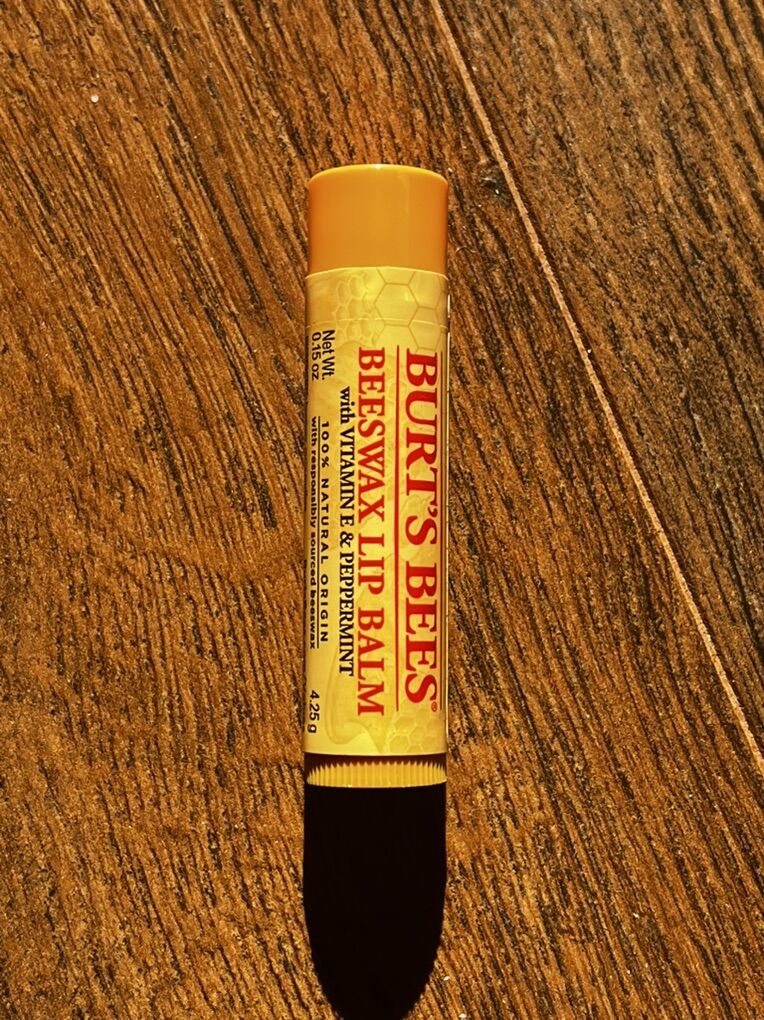 BURT'S BEES®
BEESWAX LIP BALM
with VITAMIN E & PEPPERMINT
100% NATURAL ORIGIN
with responsibly sourced beeswax
Net Wt.
0.15 oz
4.25 g